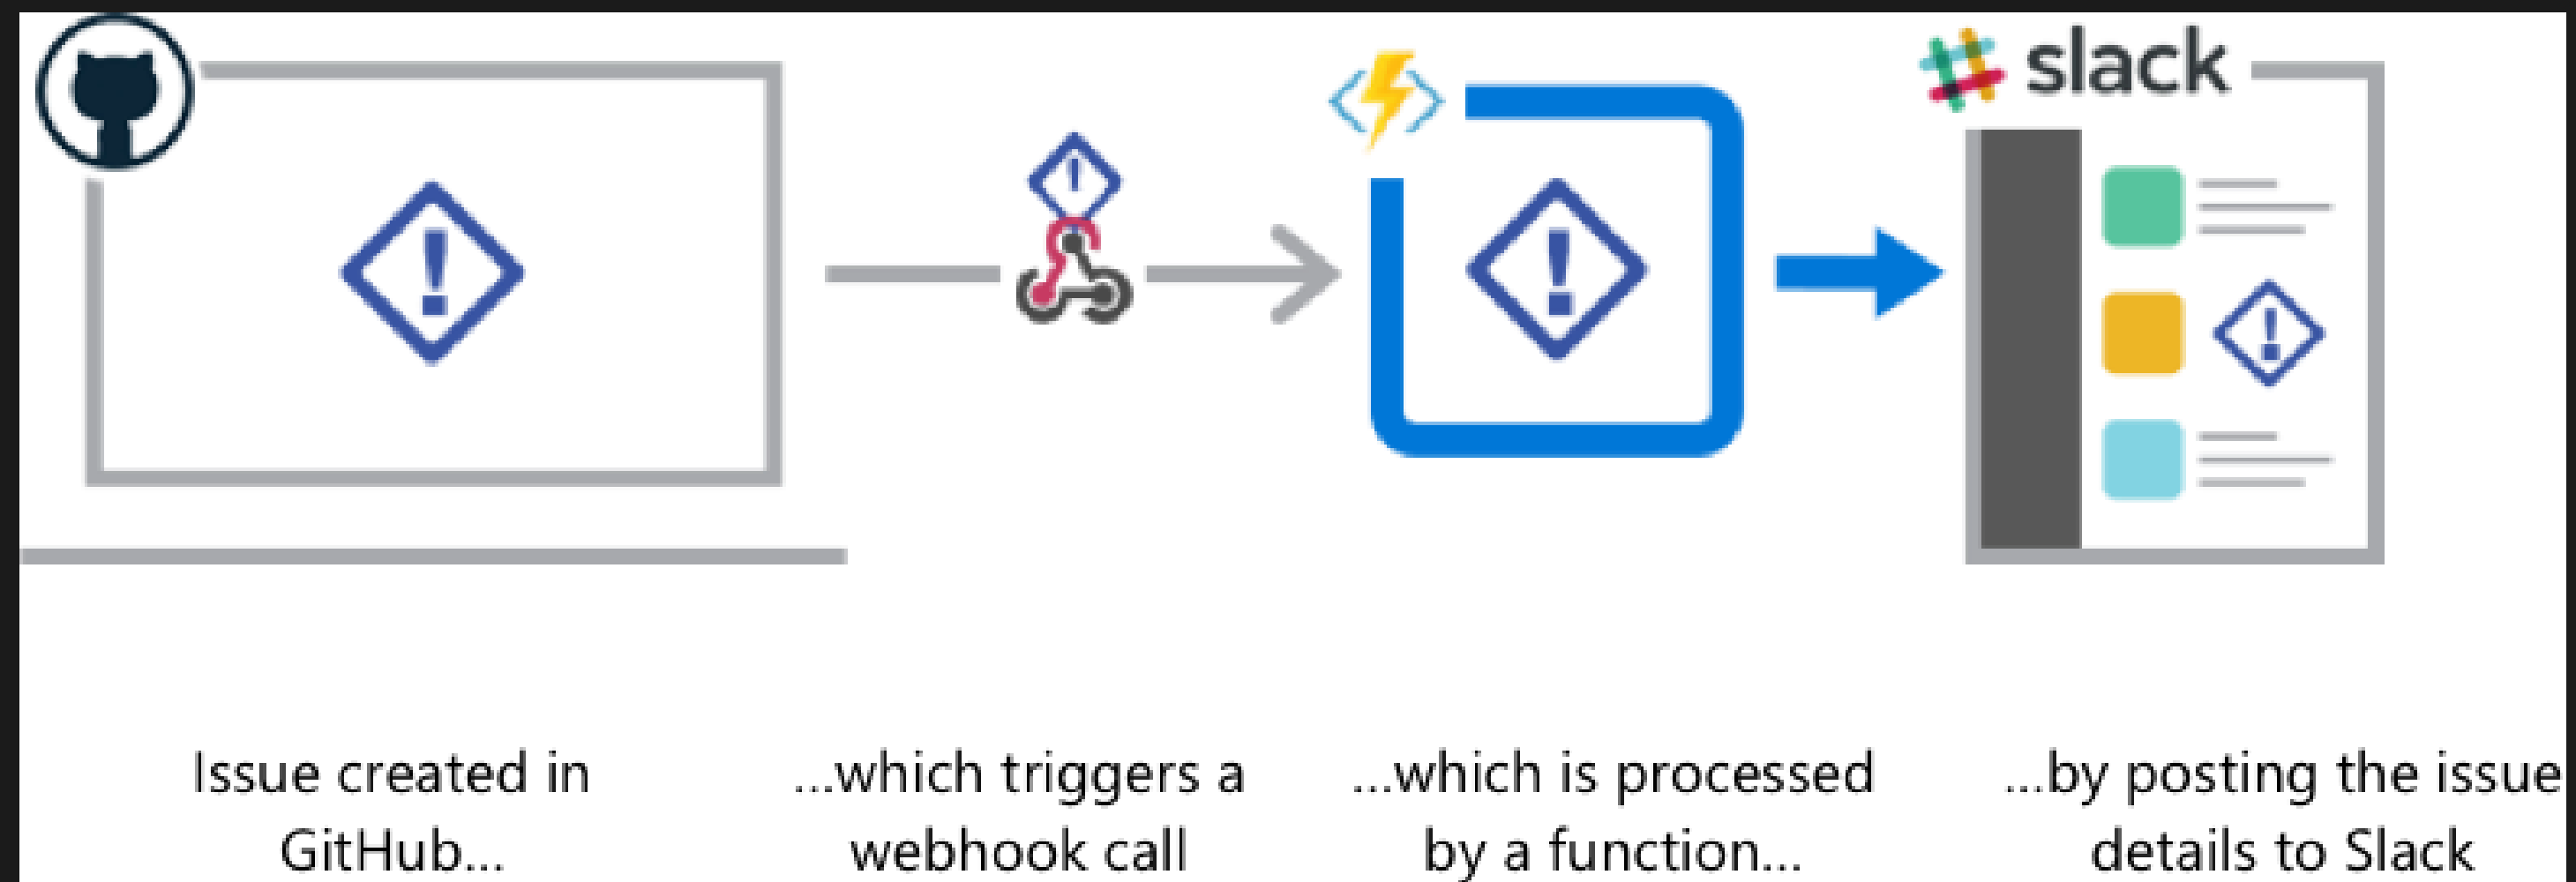 slack
Issue created in
GitHub...
...which triggers a
webhook call
...which is processed
by a function...
...by posting the issue
details to Slack